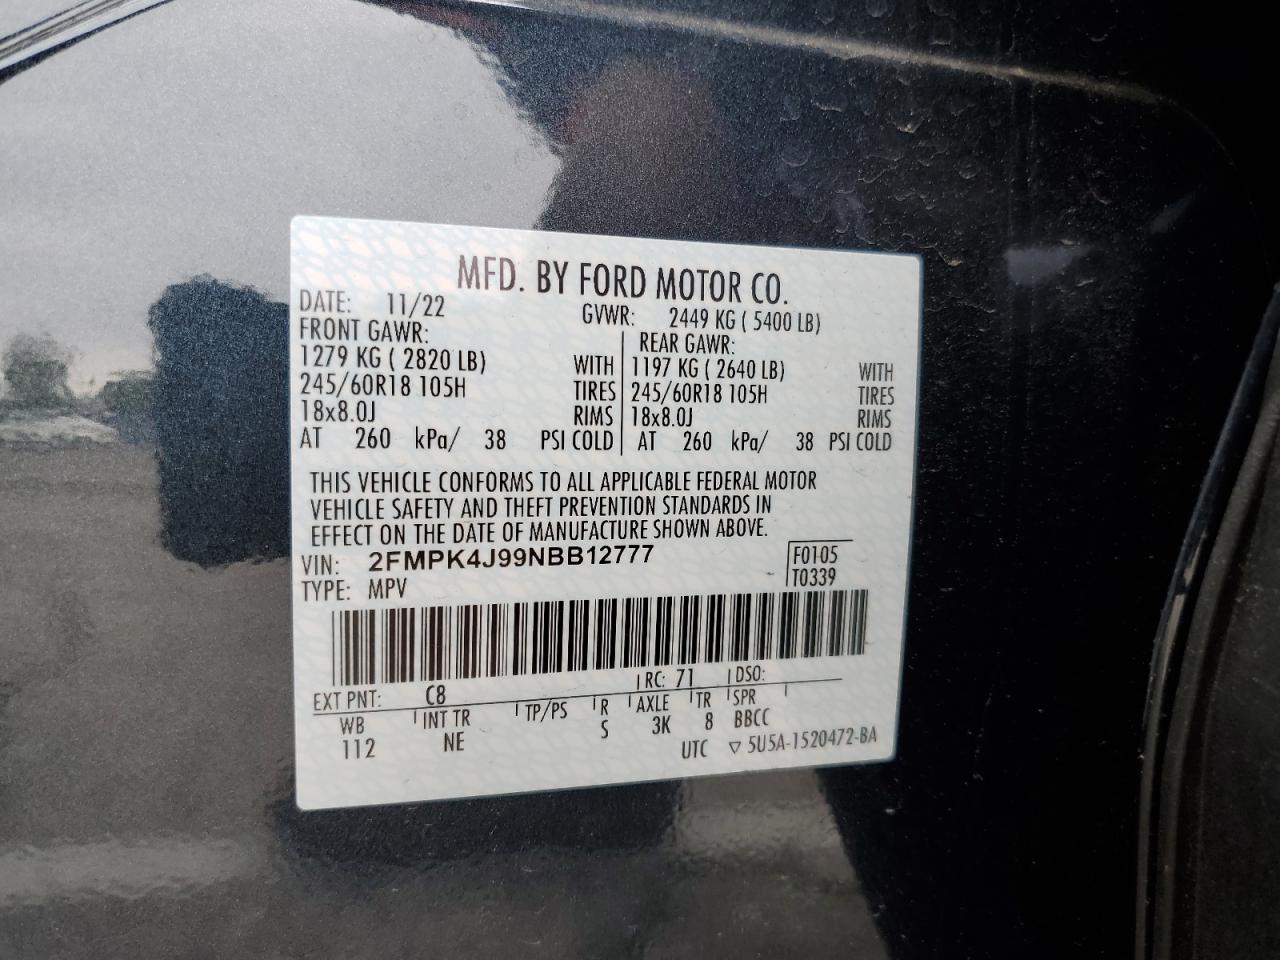 MFD. BY FORD MOTOR CO.
DATE: 11/22 GVWR: 2449 KG ( 5400 LB)
FRONT GAWR: REAR GAWR:
1279 KG ( 2820 LB) WITH 1197 KG ( 2640 LB) WITH
245/60R18 105H TIRES 245/60R18 105H TIRES
18x8.0J RIMS 18x8.0J RIMS
AT 260 kPa/ 38 PSI COLD AT 260 kPa/ 38 PSI COLD
THIS VEHICLE CONFORMS TO ALL APPLICABLE FEDERAL MOTOR
VEHICLE SAFETY AND THEFT PREVENTION STANDARDS IN
EFFECT ON THE DATE OF MANUFACTURE SHOWN ABOVE.
VIN: 2FMPK4J99NBB12777 F0105
TYPE: MPV T0339
EXT PNT: C8 RC: 71 DSO:
WB INT TR TP/PS R AXLE TR SPR
112 NE S 3K 8 BBCC
UTC ▽ 5U5A-1520472-BA